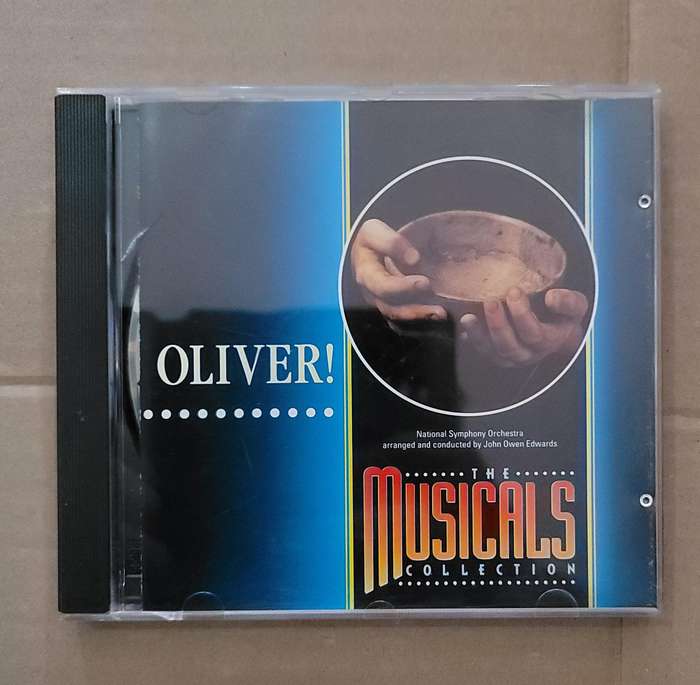 OLIVER!
National Symphony Orchestra
arranged and conducted by John Owen Edwards
THE
MUSICALS
COLLECTION